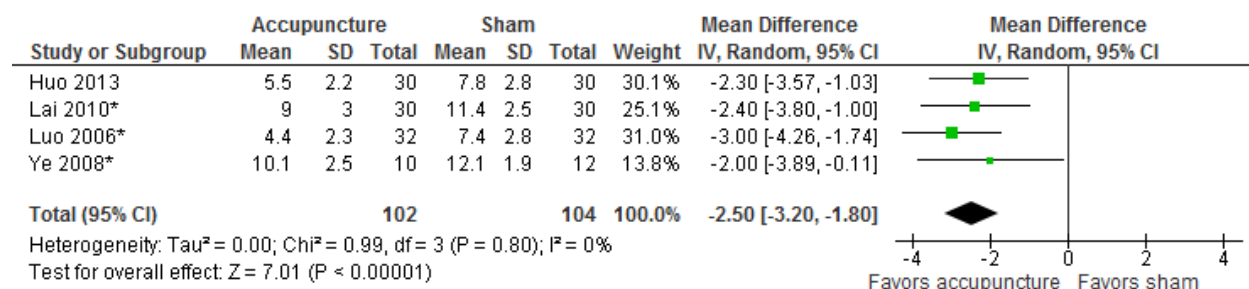 Accupuncture Sham Mean Difference Mean Difference
Study or Subgroup Mean SD Total Mean SD Total Weight IV, Random, 95% CI IV, Random, 95% CI
Huo 2013 5.5 2.2 30 7.8 2.8 30 30.1% -2.30 [-3.57, -1.03]
Lai 2010* 9 3 30 11.4 2.5 30 25.1% -2.40 [-3.80, -1.00]
Luo 2006* 4.4 2.3 32 7.4 2.8 32 31.0% -3.00 [-4.26, -1.74]
Ye 2008* 10.1 2.5 10 12.1 1.9 12 13.8% -2.00 [-3.89, -0.11]
Total (95% CI) 102 104 100.0% -2.50 [-3.20, -1.80]
Heterogeneity: Tau² = 0.00; Chi² = 0.99, df = 3 (P = 0.80); I² = 0%
Test for overall effect: Z = 7.01 (P < 0.00001)
-4 -2 0 2 4
Favors accupuncture Favors sham